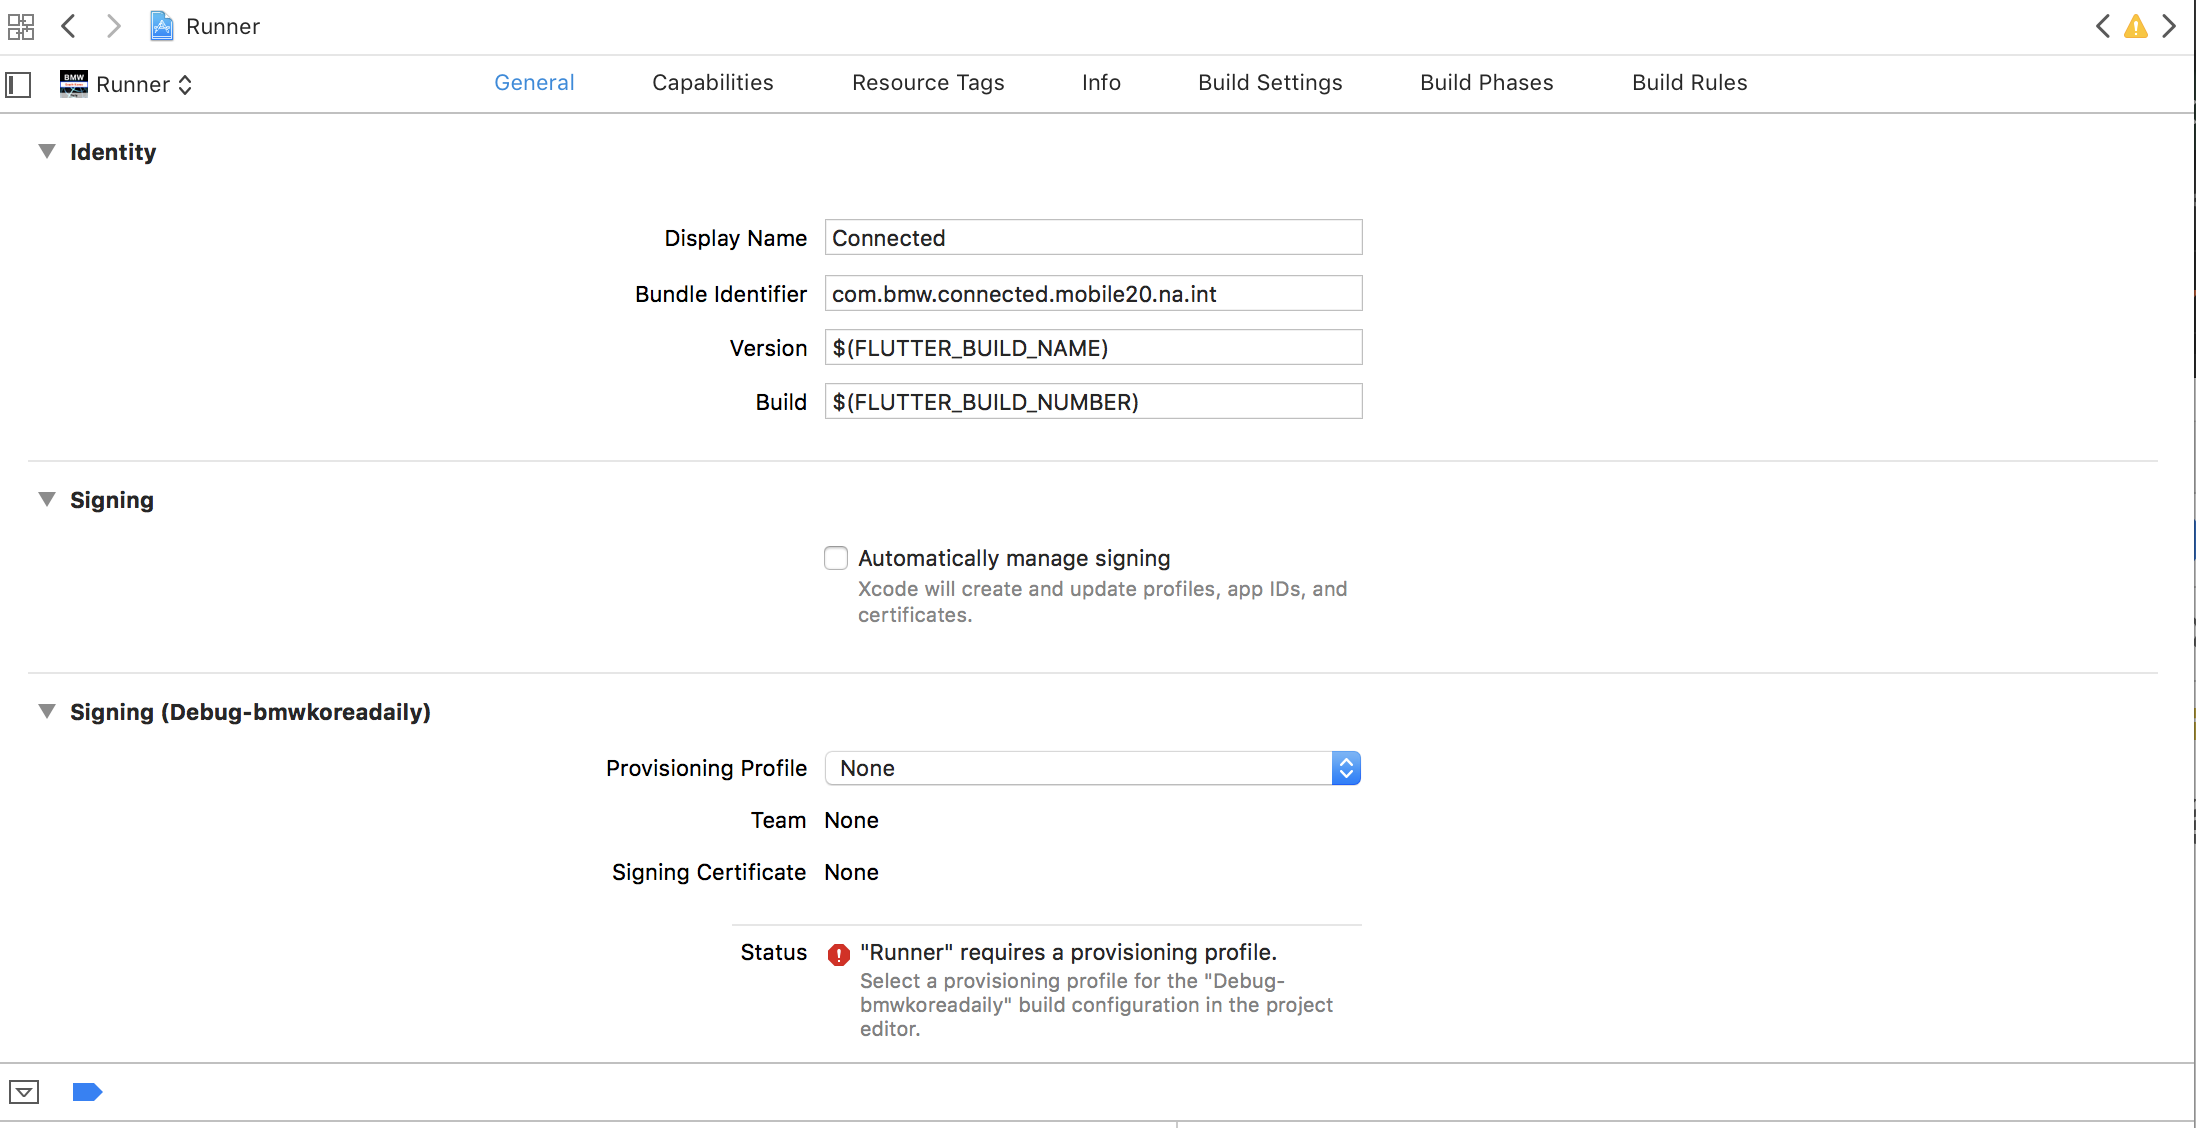 Runner
Runner
General
Capabilities
Resource Tags
Info
Build Settings
Build Phases
Build Rules
Identity
Display Name
Connected
Bundle Identifier
com.bmw.connected.mobile20.na.int
Version
$(FLUTTER_BUILD_NAME)
Build
$(FLUTTER_BUILD_NUMBER)
Signing
Automatically manage signing
Xcode will create and update profiles, app IDs, and
certificates.
Signing (Debug-bmwkoreadaily)
Provisioning Profile
None
Team
None
Signing Certificate
None
Status
"Runner" requires a provisioning profile.
Select a provisioning profile for the "Debug-
bmwkoreadaily" build configuration in the project
editor.